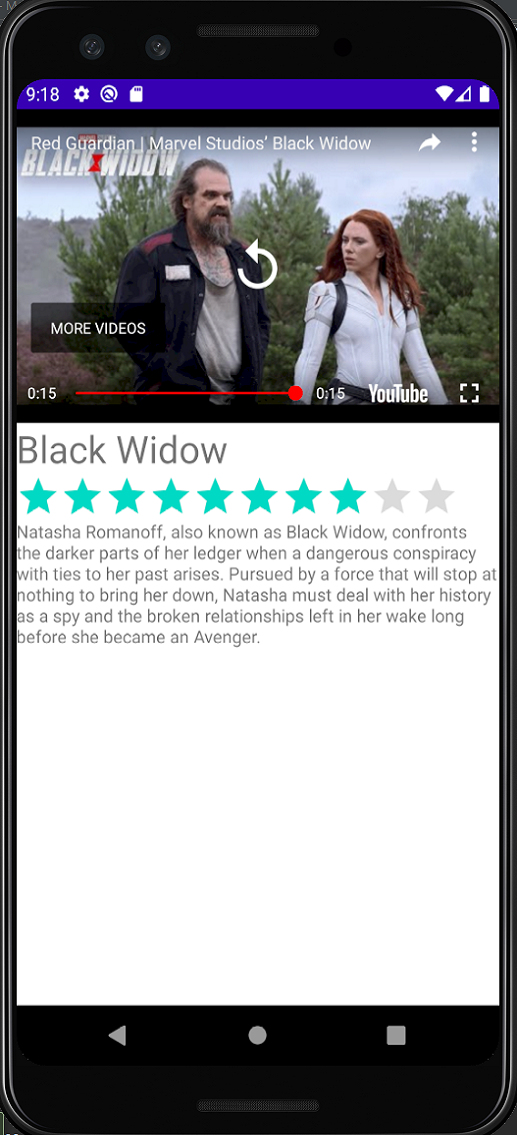 9:18
Red Guardian | Marvel Studios’ Black Widow
BLACK WIDOW
MORE VIDEOS
0:15
0:15
YouTube
Black Widow
Natasha Romanoff, also known as Black Widow, confronts
the darker parts of her ledger when a dangerous conspiracy
with ties to her past arises. Pursued by a force that will stop at
nothing to bring her down, Natasha must deal with her history
as a spy and the broken relationships left in her wake long
before she became an Avenger.